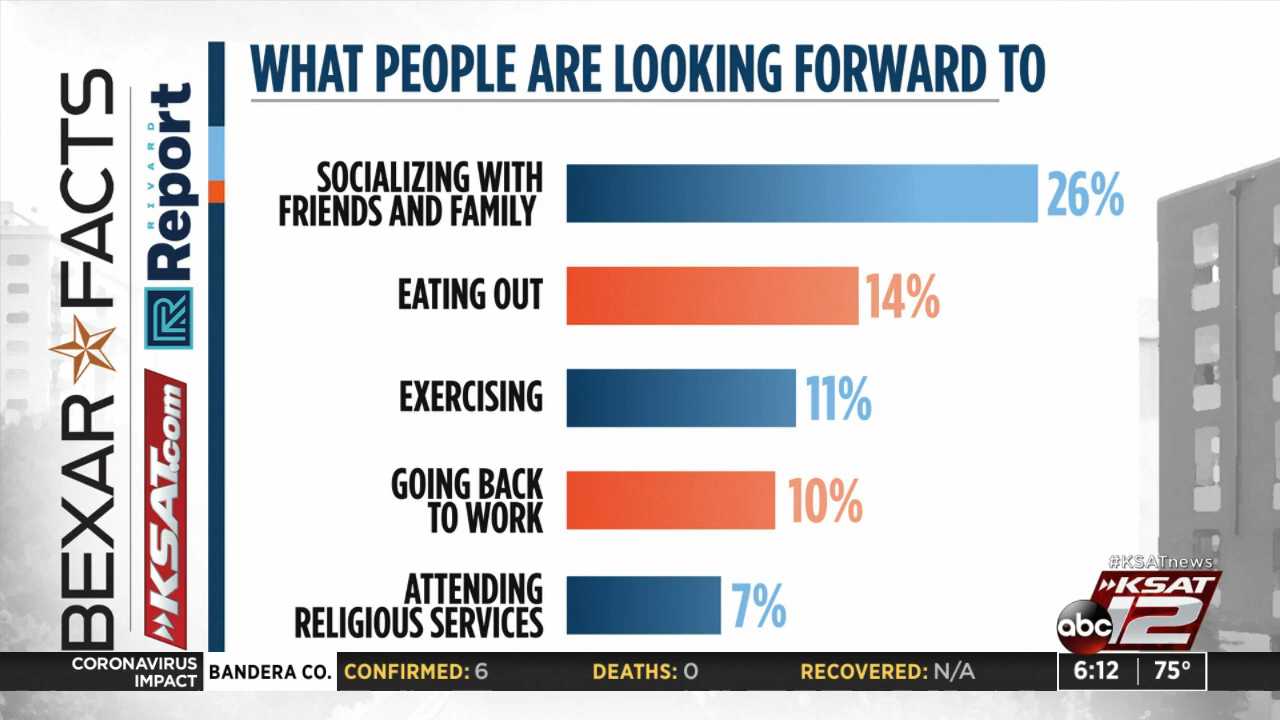 WHAT PEOPLE ARE LOOKING FORWARD TO
BEXAR FACTS
RIVARD
Report
KSAT.com
SOCIALIZING WITH
FRIENDS AND FAMILY
26%
EATING OUT
14%
EXERCISING
11%
GOING BACK
TO WORK
10%
ATTENDING
RELIGIOUS SERVICES
7%
#KSATnews
KSAT
abc 12
CORONAVIRUS
IMPACT
BANDERA CO. CONFIRMED: 6 DEATHS: 0 RECOVERED: N/A
6:12 75°